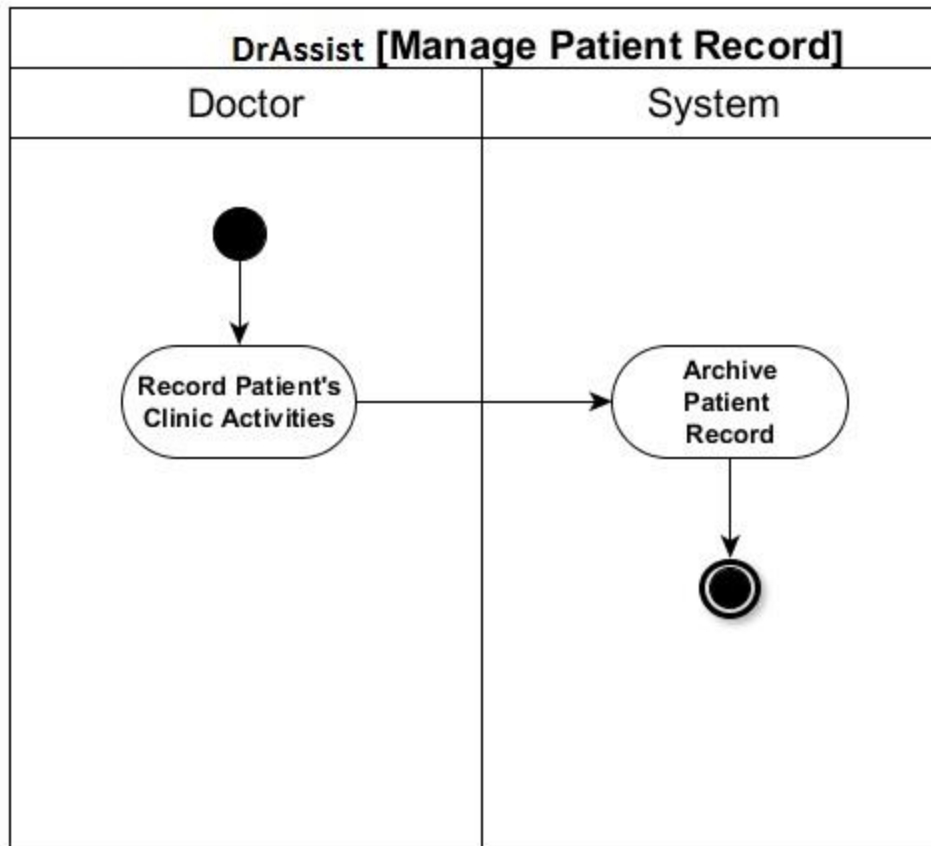 DrAssist [Manage Patient Record]
Doctor
System
Record Patient's
Clinic Activities
Archive
Patient
Record